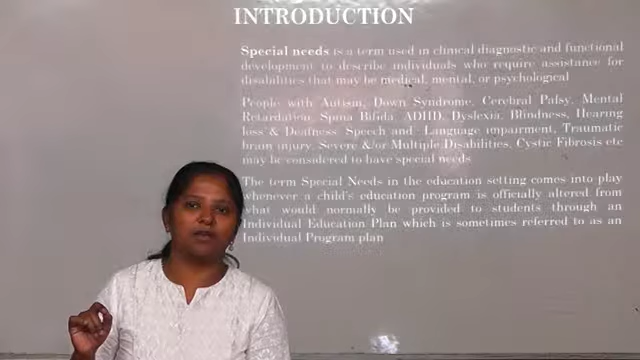 INTRODUCTION
Special needs is a term used in clinical diagnostic and functional
development to describe individuals who require assistance for
disabilities that may be medical, mental, or psychological
People with Autism, Down Syndrome, Cerebral Palsy, Mental
Retardation, Spina Bifida, ADHD, Dyslexia, Blindness, Hearing
loss & Deafness, Speech and Language impairment, Traumatic
brain injury, Severe &/or Multiple Disabilities, Cystic Fibrosis etc
may be considered to have special needs
The term Special Needs in the education setting comes into play
whenever a child's education program is officially altered from
what would normally be provided to students through an
Individual Education Plan which is sometimes referred to as an
Individual Program plan